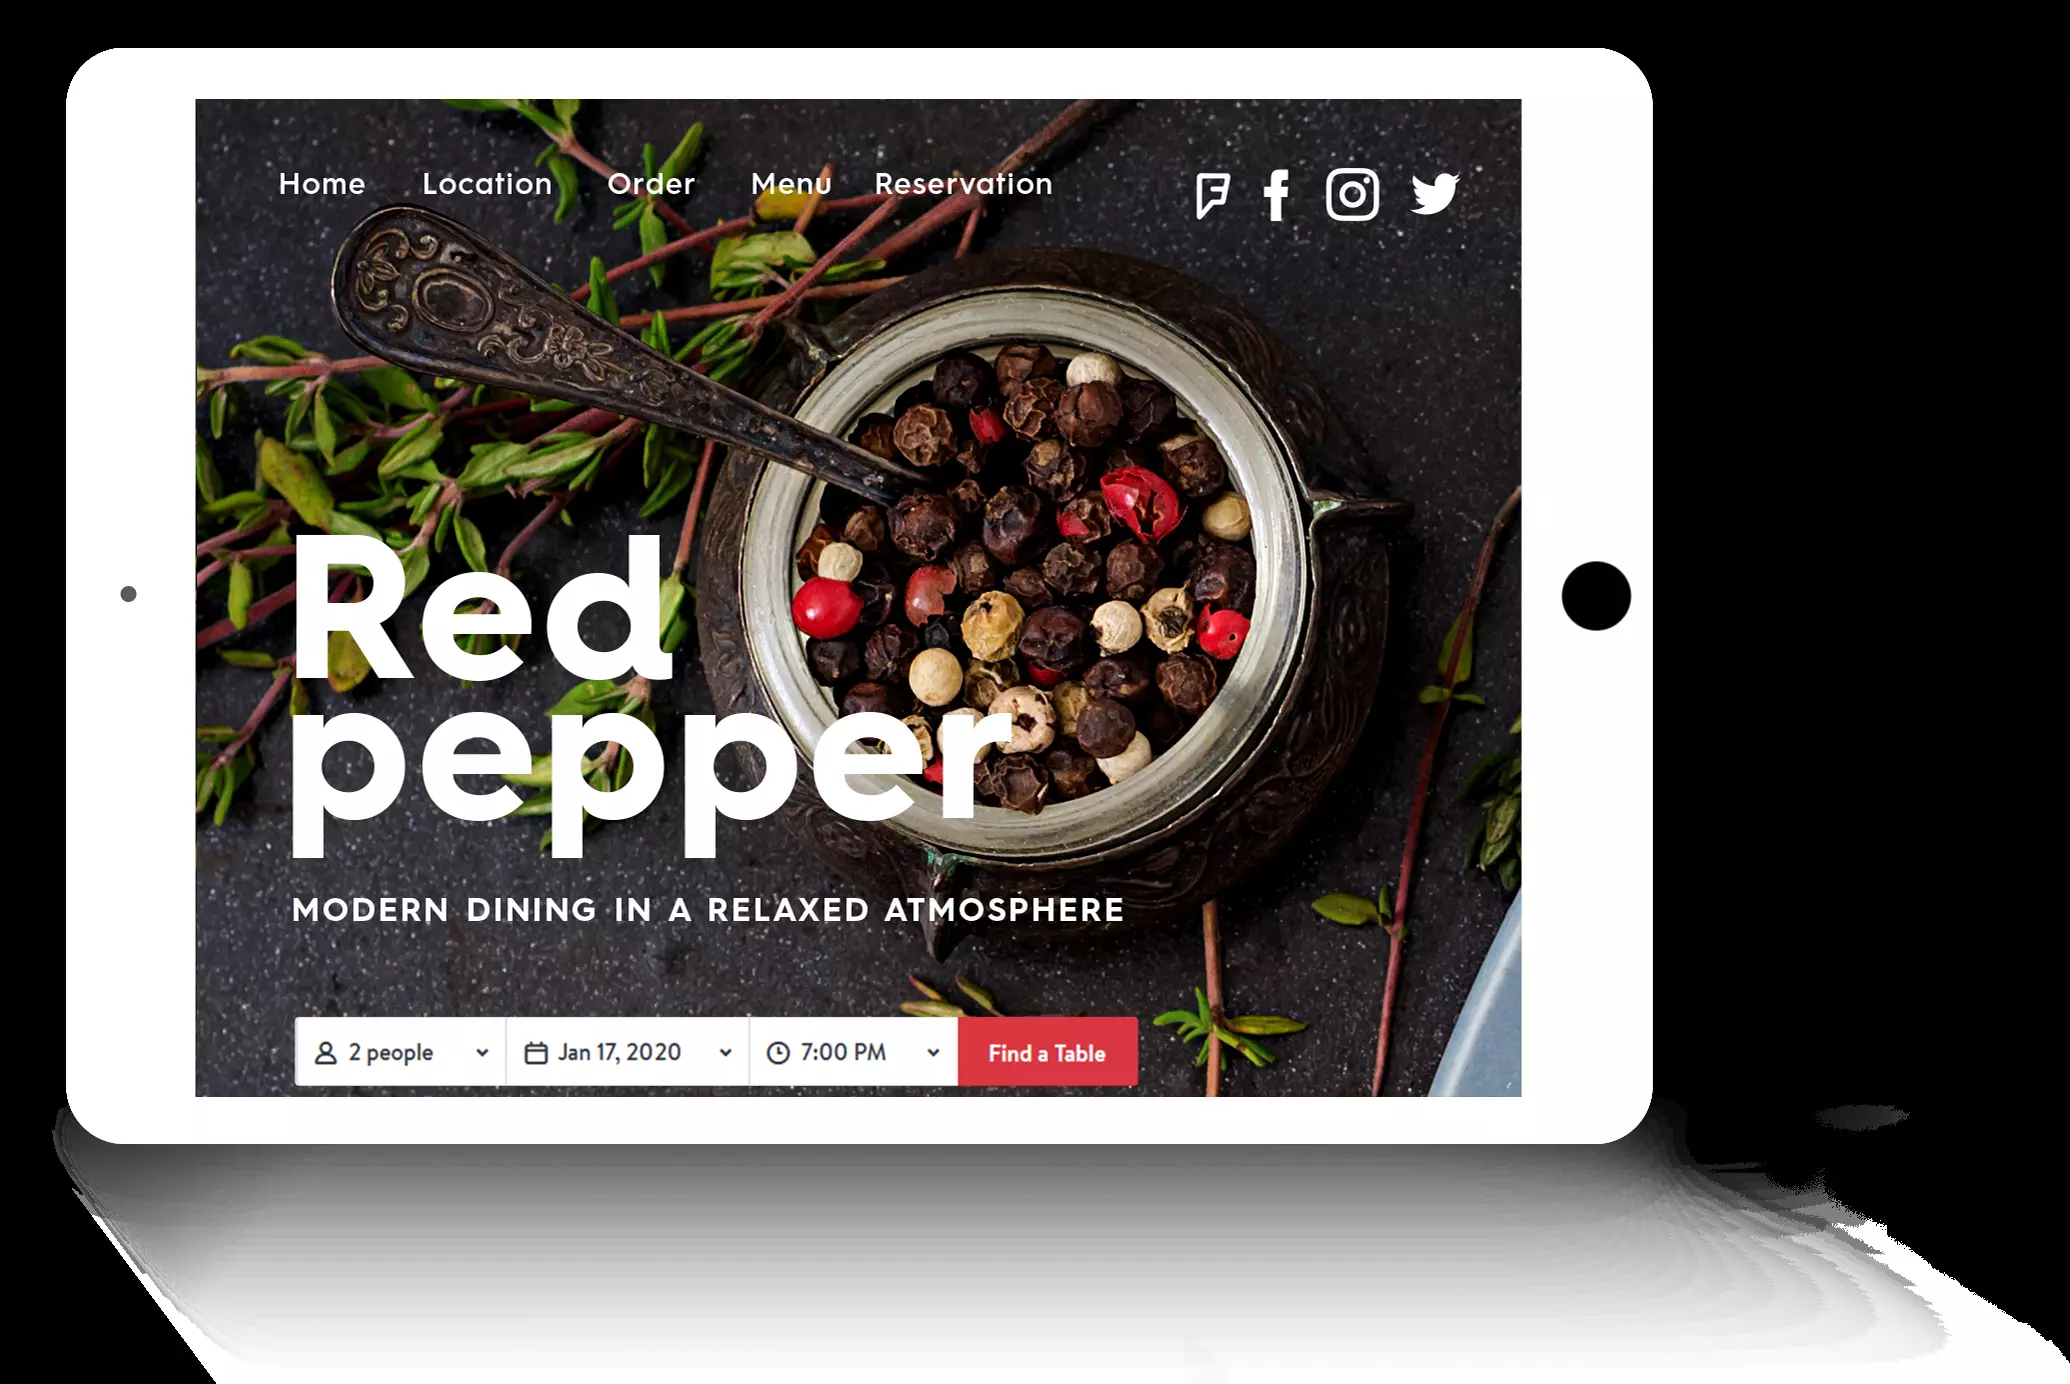 Home Location Order Menu Reservation
Red
pepper
MODERN DINING IN A RELAXED ATMOSPHERE
2 people Jan 17, 2020 7:00 PM Find a Table